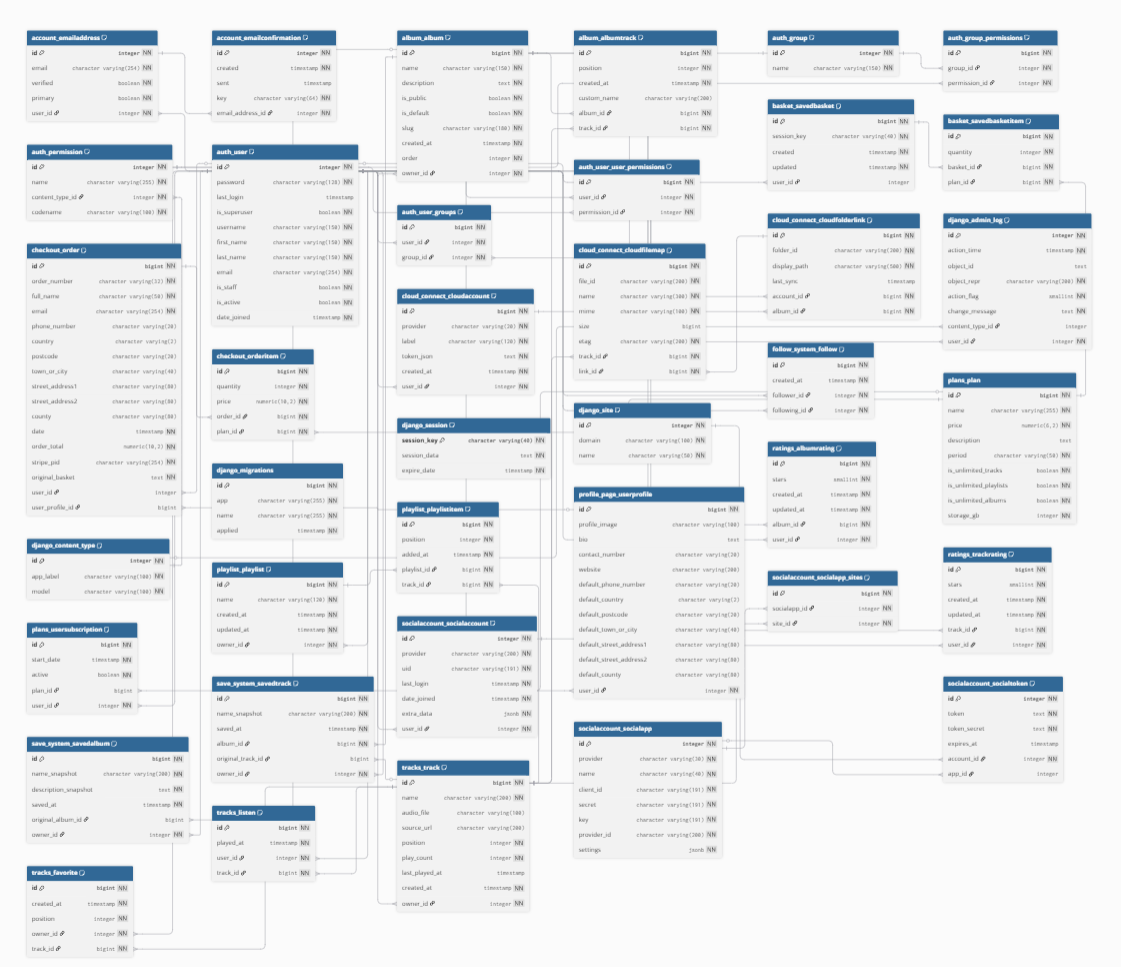 account_emailaddress
id integer NN
email character varying(254) NN
verified boolean NN
primary boolean NN
user_id integer NN
auth_permission
id integer NN
name character varying(255) NN
content_type_id integer NN
codename character varying(100) NN
checkout_order
id bigint NN
order_number character varying(32) NN
full_name character varying(50) NN
email character varying(254) NN
phone_number character varying(20)
country character varying(2)
postcode character varying(20)
town_or_city character varying(40)
street_address1 character varying(80)
street_address2 character varying(80)
county character varying(80)
date timestamp NN
order_total numeric(10,2) NN
stripe_pid character varying(254) NN
original_basket text NN
user_id integer
user_profile_id bigint
django_content_type
id integer NN
app_label character varying(100) NN
model character varying(100) NN
plans_usersubscription
id bigint NN
start_date timestamp NN
active boolean NN
plan_id bigint
user_id integer NN
save_system_savedalbum
id bigint NN
name_snapshot character varying(200) NN
description_snapshot text NN
saved_at timestamp NN
original_album_id bigint
owner_id integer NN
tracks_favorite
id bigint NN
created_at timestamp NN
position integer NN
owner_id integer NN
track_id bigint NN
account_emailconfirmation
id integer NN
created timestamp NN
sent timestamp
key character varying(64) NN
email_address_id integer NN
auth_user
id integer NN
password character varying(128) NN
last_login timestamp
is_superuser boolean NN
username character varying(150) NN
first_name character varying(150) NN
last_name character varying(150) NN
email character varying(254) NN
is_staff boolean NN
is_active boolean NN
date_joined timestamp NN
checkout_orderitem
id bigint NN
quantity integer NN
price numeric(10,2) NN
order_id bigint NN
plan_id bigint NN
django_migrations
id bigint NN
app character varying(255) NN
name character varying(255) NN
applied timestamp NN
playlist_playlist
id bigint NN
name character varying(120) NN
created_at timestamp NN
updated_at timestamp NN
owner_id integer NN
save_system_savedtrack
id bigint NN
name_snapshot character varying(200) NN
saved_at timestamp NN
album_id bigint NN
original_track_id bigint
owner_id integer NN
tracks_listen
id bigint NN
played_at timestamp NN
user_id integer NN
track_id bigint NN
album_album
id bigint NN
name character varying(150) NN
description text NN
is_public boolean NN
is_default boolean NN
slug character varying(180) NN
created_at timestamp NN
order integer NN
owner_id integer NN
auth_user_groups
id bigint NN
user_id integer NN
group_id integer NN
cloud_connect_cloudaccount
id bigint NN
provider character varying(20) NN
label character varying(120) NN
token_json text NN
created_at timestamp NN
user_id integer NN
django_session
session_key character varying(40) NN
session_data text NN
expire_date timestamp NN
playlist_playlistitem
id bigint NN
position integer NN
added_at timestamp NN
playlist_id bigint NN
track_id bigint NN
socialaccount_socialaccount
id integer NN
provider character varying(200) NN
uid character varying(191) NN
last_login timestamp NN
date_joined timestamp NN
extra_data jsonb NN
user_id integer NN
tracks_track
id bigint NN
name character varying(200) NN
audio_file character varying(100)
source_url character varying(200)
position integer NN
play_count integer NN
last_played_at timestamp
created_at timestamp NN
owner_id integer NN
album_albumtrack
id bigint NN
position integer NN
created_at timestamp NN
custom_name character varying(200)
album_id bigint NN
track_id bigint NN
auth_user_user_permissions
id bigint NN
user_id integer NN
permission_id integer NN
cloud_connect_cloudfilemap
id bigint NN
file_id character varying(200) NN
name character varying(300) NN
mime character varying(100) NN
size bigint
etag character varying(200) NN
track_id bigint NN
link_id bigint NN
django_site
id integer NN
domain character varying(100) NN
name character varying(50) NN
profile_page_userprofile
id bigint NN
profile_image character varying(100)
bio text
contact_number character varying(20)
website character varying(200)
default_phone_number character varying(20)
default_country character varying(2)
default_postcode character varying(20)
default_town_or_city character varying(40)
default_street_address1 character varying(80)
default_street_address2 character varying(80)
default_county character varying(80)
user_id integer NN
socialaccount_socialapp
id integer NN
provider character varying(30) NN
name character varying(40) NN
client_id character varying(191) NN
secret character varying(191) NN
key character varying(191) NN
provider_id character varying(200) NN
settings jsonb NN
auth_group
id integer NN
name character varying(150) NN
basket_savedbasket
id bigint NN
session_key character varying(40) NN
created timestamp NN
updated timestamp NN
user_id integer
cloud_connect_cloudfolderlink
id bigint NN
folder_id character varying(200) NN
display_path character varying(500) NN
last_sync timestamp
account_id bigint NN
album_id bigint NN
follow_system_follow
id bigint NN
created_at timestamp NN
follower_id integer NN
following_id integer NN
ratings_albumrating
id bigint NN
stars smallint NN
created_at timestamp NN
updated_at timestamp NN
album_id bigint NN
user_id integer NN
socialaccount_socialapp_sites
id bigint NN
socialapp_id integer NN
site_id integer NN
auth_group_permissions
id bigint NN
group_id integer NN
permission_id integer NN
basket_savedbasketitem
id bigint NN
quantity integer NN
basket_id bigint NN
plan_id bigint NN
django_admin_log
id integer NN
action_time timestamp NN
object_id text
object_repr character varying(200) NN
action_flag smallint NN
change_message text NN
content_type_id integer
user_id integer NN
plans_plan
id bigint NN
name character varying(255) NN
price numeric(6,2) NN
description text
period character varying(50) NN
is_unlimited_tracks boolean NN
is_unlimited_playlists boolean NN
is_unlimited_albums boolean NN
storage_gb integer NN
ratings_trackrating
id bigint NN
stars smallint NN
created_at timestamp NN
updated_at timestamp NN
track_id bigint NN
user_id integer NN
socialaccount_socialtoken
id integer NN
token text NN
token_secret text NN
expires_at timestamp
account_id integer NN
app_id integer